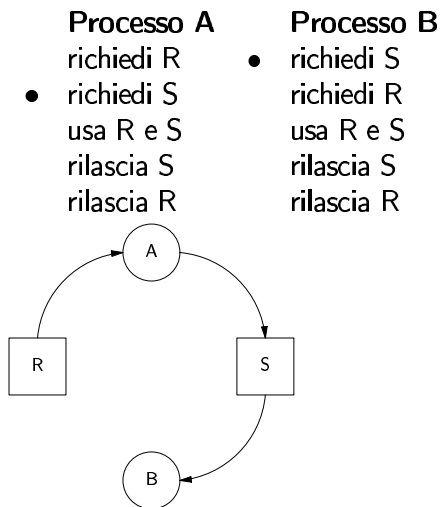 Processo A Processo B
richiedi R • richiedi S
• richiedi S richiedi R
usa R e S usa R e S
rilascia S rilascia S
rilascia R rilascia R
A
R S
B